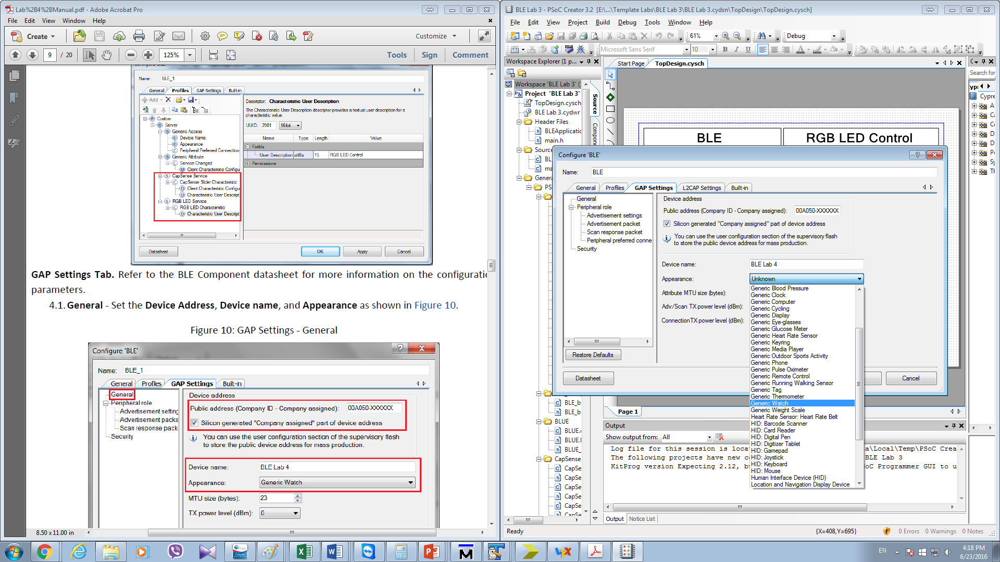 Lab%2B4%2BManual.pdf - Adobe Acrobat Pro
File Edit View Window Help
Create
Customize
9 / 20
125%
Tools Sign Comment
Name: BLE_1
General Profiles GAP Settings Built-in
Add
Custom
Server
Generic Access
Device Name
Appearance
Peripheral Preferred Connection
Generic Attribute
Service Changed
Client Characteristic Configu
CapSense Service
CapSense Slider Characteristic
Client Characteristic Configu
Characteristic User Descript
RGB LED Service
RGB LED Characteristic
Characteristic User Descript
Descriptor: Characteristic User Description
The Characteristic User Description descriptor provides a textual user description for a
characteristic value.
UUID: 2901 16-bit
Name Type Length Value
Fields
User Description utf8s 15 RGB LED Control
Permissions
Datasheet OK Apply Cancel
GAP Settings Tab. Refer to the BLE Component datasheet for more information on the configuratio
parameters.
4.1. General - Set the Device Address, Device name, and Appearance as shown in Figure 10.
Figure 10: GAP Settings - General
Configure 'BLE'
Name: BLE_1
General Profiles GAP Settings Built-in
General
Peripheral role
Advertisement setting
Advertisement packe
Scan response pack
Security
Device address
Public address (Company ID - Company assigned): 00A050-XXXXXX
Silicon generated "Company assigned" part of device address
You can use the user configuration section of the supervisory flash
to store the public device address for mass production.
Device name: BLE Lab 4
Appearance: Generic Watch
MTU size (bytes): 23
TX power level (dBm): 0
8.50 x 11.00 in
BLE Lab 3 - PSoC Creator 3.2 [E:\...\Template Labs\BLE Lab 3\BLE Lab 3.cydsn\TopDesign\TopDesign.cysch]
File Edit View Project Build Debug Tools Window Help
61%
Debug
Microsoft Sans Serif 10 B I U
Workspace Explorer (1 p...
Workspace 'BLE Lab 3' (
Project 'BLE Lab 3'
TopDesign.cysch
BLE Lab 3.cydwr
Header Files
BLEApplicatic
main.h
Sourc
BL
ma
Genera
PS
BLE_b
BLE_b
BLUE
BLUE.
BLUE.
BLUE_
CapSense
CapSe
CapSe
CapSe
CapSe
CapSe
CapSe
Source
Componen
Start Page TopDesign.cysch
BLE
RGB LED Control
Search for
Cypre
Configure 'BLE'
Name: BLE
General Profiles GAP Settings L2CAP Settings Built-in
General
Peripheral role
Advertisement settings
Advertisement packet
Scan response packet
Peripheral preferred conne
Security
Restore Defaults
Device address
Public address (Company ID - Company assigned): 00A050-XXXXXX
Silicon generated "Company assigned" part of device address
You can use the user configuration section of the supervisory flash
to store the public device address for mass production.
Device name: BLE Lab 4
Appearance: Unknown
Attribute MTU size (bytes):
Adv/Scan TX power level (dBm):
ConnectionTX power level (dBm):
Generic Blood Pressure
Generic Clock
Generic Computer
Generic Cycling
Generic Display
Generic Eye-glasses
Generic Glucose Meter
Generic Heart Rate Sensor
Generic Keyring
Generic Media Player
Generic Outdoor Sports Activity
Generic Phone
Generic Pulse Oximeter
Generic Remote Control
Generic Running Walking Sensor
Generic Tag
Generic Thermometer
Generic Watch
Generic Weight Scale
Heart Rate Sensor: Heart Rate Belt
HID: Barcode Scanner
HID: Card Reader
HID: Digital Pen
HID: Digitizer Tablet
HID: Gamepad
HID: Joystick
HID: Keyboard
HID: Mouse
Human Interface Device (HID)
Location and Navigation Display Device
Datasheet
Cancel
Page 1
Output
Show output from: All
Log file for this session is loca a\Local\Temp\PSoC Crea
The following projects have new co BLE Lab 3
KitProg version Expecting 2.12, bu SoC Programmer GUI to u
Output Notice List
Ready
{X=408,Y=695}
0 Errors 0 Warnings 0 Notes
EN
4:18 PM
6/23/2016